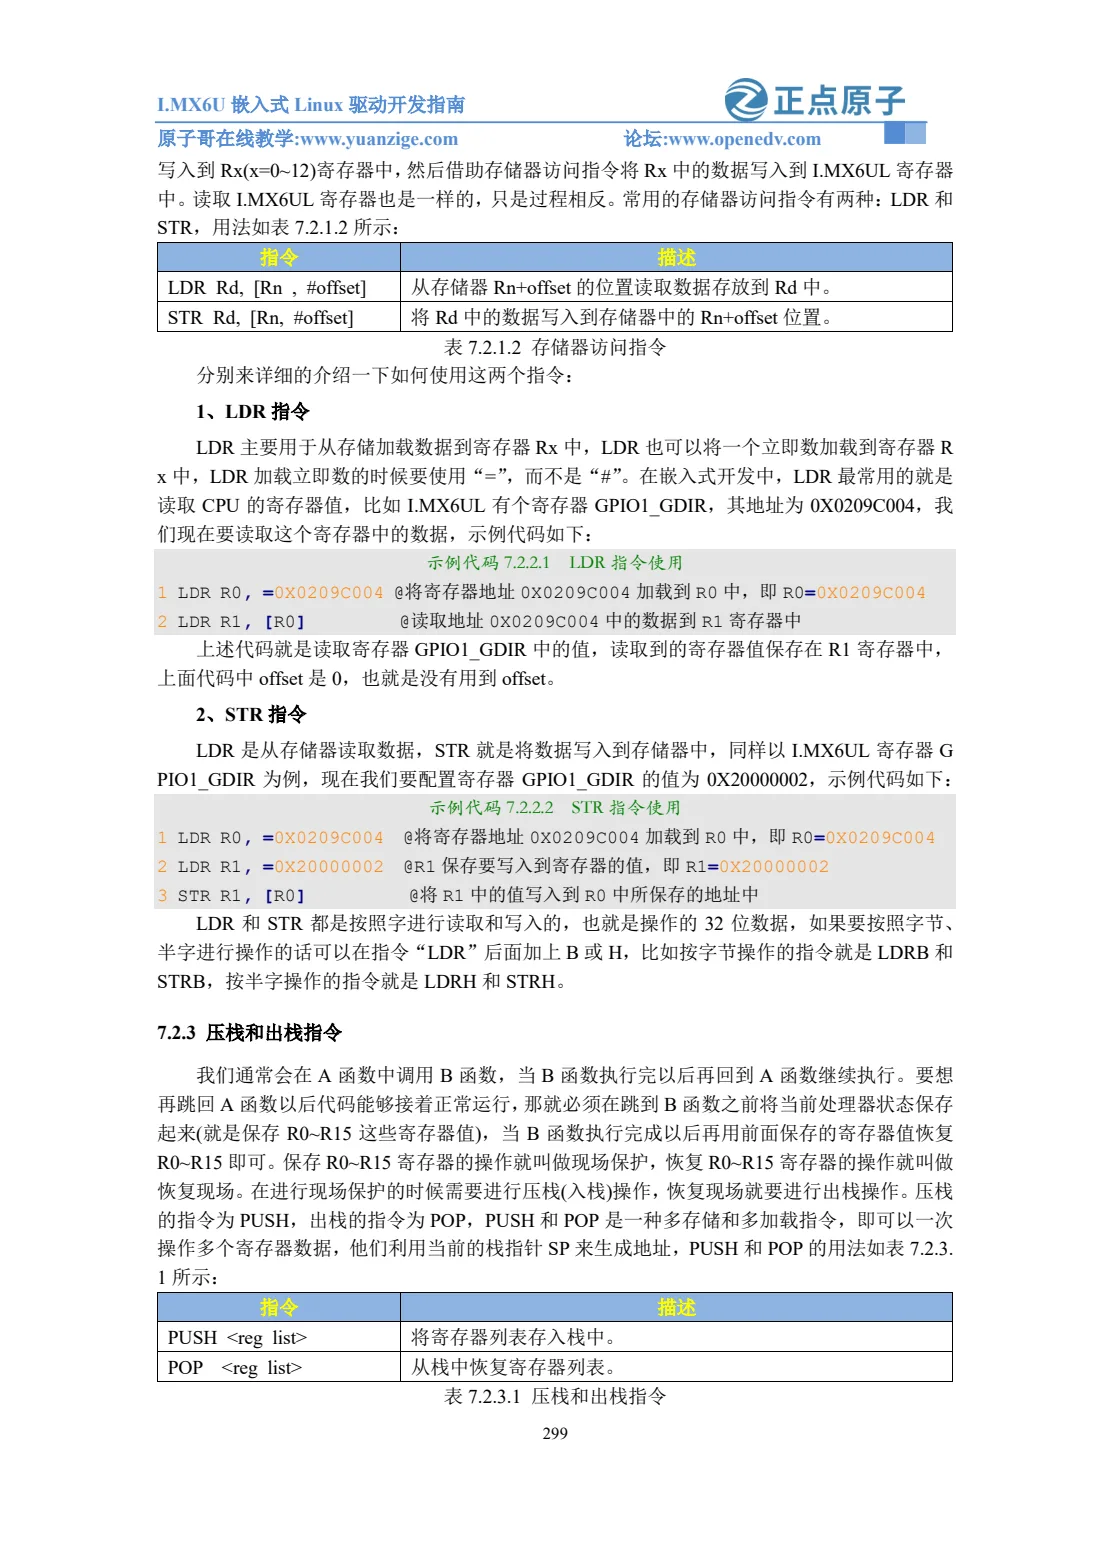 I.MX6U 嵌入式 Linux 驱动开发指南
正点原子
原子哥在线教学:www.yuanzige.com 论坛:www.openedv.com
写入到 Rx(x=0~12)寄存器中，然后借助存储器访问指令将 Rx 中的数据写入到 I.MX6UL 寄存器
中。读取 I.MX6UL 寄存器也是一样的，只是过程相反。常用的存储器访问指令有两种：LDR 和
STR，用法如表 7.2.1.2 所示：
指令 描述
LDR Rd, [Rn , #offset] 从存储器 Rn+offset 的位置读取数据存放到 Rd 中。
STR Rd, [Rn, #offset] 将 Rd 中的数据写入到存储器中的 Rn+offset 位置。
表 7.2.1.2 存储器访问指令
分别来详细的介绍一下如何使用这两个指令：
1、LDR 指令
LDR 主要用于从存储加载数据到寄存器 Rx 中，LDR 也可以将一个立即数加载到寄存器 R
x 中，LDR 加载立即数的时候要使用“=”，而不是“#”。在嵌入式开发中，LDR 最常用的就是
读取 CPU 的寄存器值，比如 I.MX6UL 有个寄存器 GPIO1_GDIR，其地址为 0X0209C004，我
们现在要读取这个寄存器中的数据，示例代码如下：
示例代码 7.2.2.1 LDR 指令使用
1 LDR R0, =0X0209C004 @将寄存器地址 0X0209C004 加载到 R0 中，即 R0=0X0209C004
2 LDR R1, [R0] @读取地址 0X0209C004 中的数据到 R1 寄存器中
上述代码就是读取寄存器 GPIO1_GDIR 中的值，读取到的寄存器值保存在 R1 寄存器中，
上面代码中 offset 是 0，也就是没有用到 offset。
2、STR 指令
LDR 是从存储器读取数据，STR 就是将数据写入到存储器中，同样以 I.MX6UL 寄存器 G
PIO1_GDIR 为例，现在我们要配置寄存器 GPIO1_GDIR 的值为 0X20000002，示例代码如下：
示例代码 7.2.2.2 STR 指令使用
1 LDR R0, =0X0209C004 @将寄存器地址 0X0209C004 加载到 R0 中，即 R0=0X0209C004
2 LDR R1, =0X20000002 @R1 保存要写入到寄存器的值，即 R1=0X20000002
3 STR R1, [R0] @将 R1 中的值写入到 R0 中所保存的地址中
LDR 和 STR 都是按照字进行读取和写入的，也就是操作的 32 位数据，如果要按照字节、
半字进行操作的话可以在指令“LDR”后面加上 B 或 H，比如按字节操作的指令就是 LDRB 和
STRB，按半字操作的指令就是 LDRH 和 STRH。
7.2.3 压栈和出栈指令
我们通常会在 A 函数中调用 B 函数，当 B 函数执行完以后再回到 A 函数继续执行。要想
再跳回 A 函数以后代码能够接着正常运行，那就必须在跳到 B 函数之前将当前处理器状态保存
起来(就是保存 R0~R15 这些寄存器值)，当 B 函数执行完成以后再用前面保存的寄存器值恢复
R0~R15 即可。保存 R0~R15 寄存器的操作就叫做现场保护，恢复 R0~R15 寄存器的操作就叫做
恢复现场。在进行现场保护的时候需要进行压栈(入栈)操作，恢复现场就要进行出栈操作。压栈
的指令为 PUSH，出栈的指令为 POP，PUSH 和 POP 是一种多存储和多加载指令，即可以一次
操作多个寄存器数据，他们利用当前的栈指针 SP 来生成地址，PUSH 和 POP 的用法如表 7.2.3.
1 所示：
指令 描述
PUSH <reg list> 将寄存器列表存入栈中。
POP <reg list> 从栈中恢复寄存器列表。
表 7.2.3.1 压栈和出栈指令
299